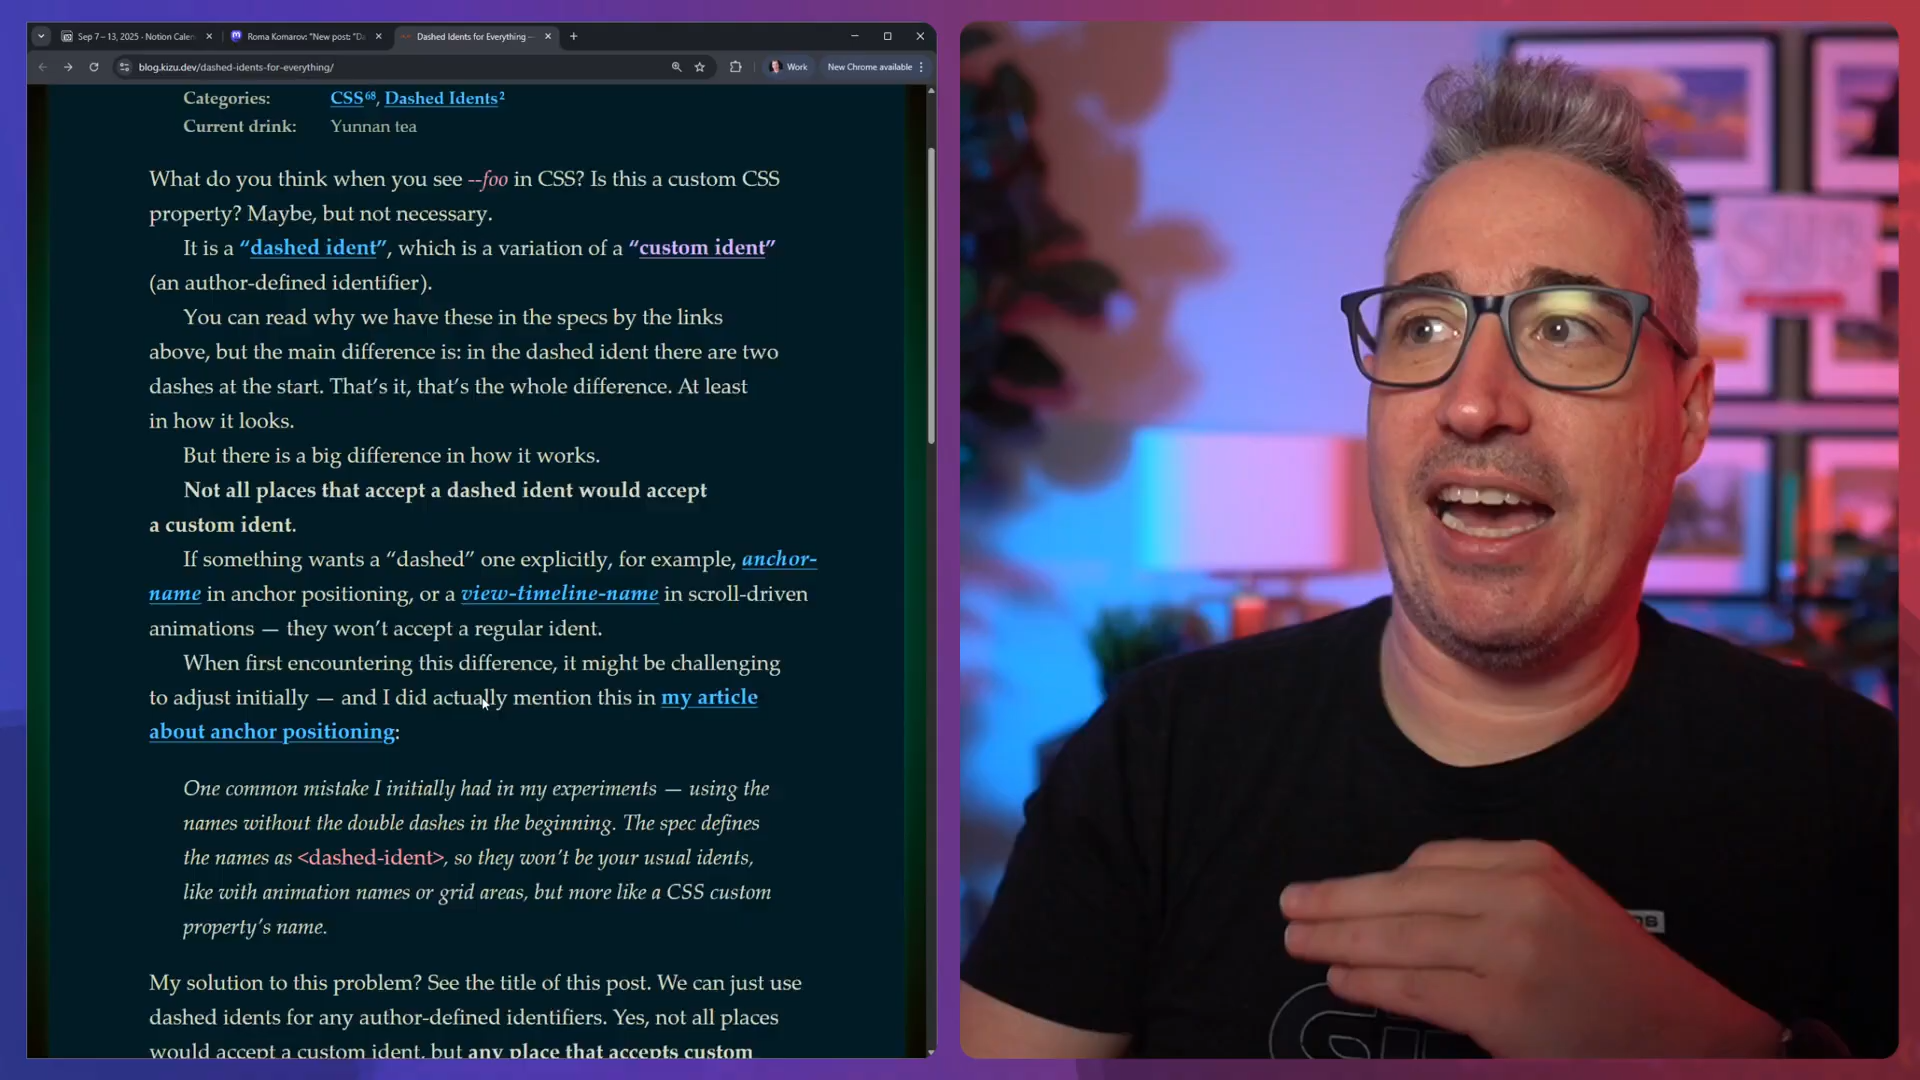 Sep 7 – 13, 2025 · Notion Calen
Roma Komarov: "New post: "Da
Dashed Idents for Everything —
blog.kizu.dev/dashed-idents-for-everything/
Work
New Chrome available
Categories: CSS⁶⁸, Dashed Idents²
Current drink: Yunnan tea
What do you think when you see --foo in CSS? Is this a custom CSS
property? Maybe, but not necessary.
It is a “dashed ident”, which is a variation of a “custom ident”
(an author-defined identifier).
You can read why we have these in the specs by the links
above, but the main difference is: in the dashed ident there are two
dashes at the start. That’s it, that’s the whole difference. At least
in how it looks.
But there is a big difference in how it works.
Not all places that accept a dashed ident would accept
a custom ident.
If something wants a “dashed” one explicitly, for example, anchor-
name in anchor positioning, or a view-timeline-name in scroll-driven
animations — they won’t accept a regular ident.
When first encountering this difference, it might be challenging
to adjust initially — and I did actually mention this in my article
about anchor positioning:
One common mistake I initially had in my experiments — using the
names without the double dashes in the beginning. The spec defines
the names as <dashed-ident>, so they won’t be your usual idents,
like with animation names or grid areas, but more like a CSS custom
property’s name.
My solution to this problem? See the title of this post. We can just use
dashed idents for any author-defined identifiers. Yes, not all places
would accept a custom ident, but any place that accepts custom